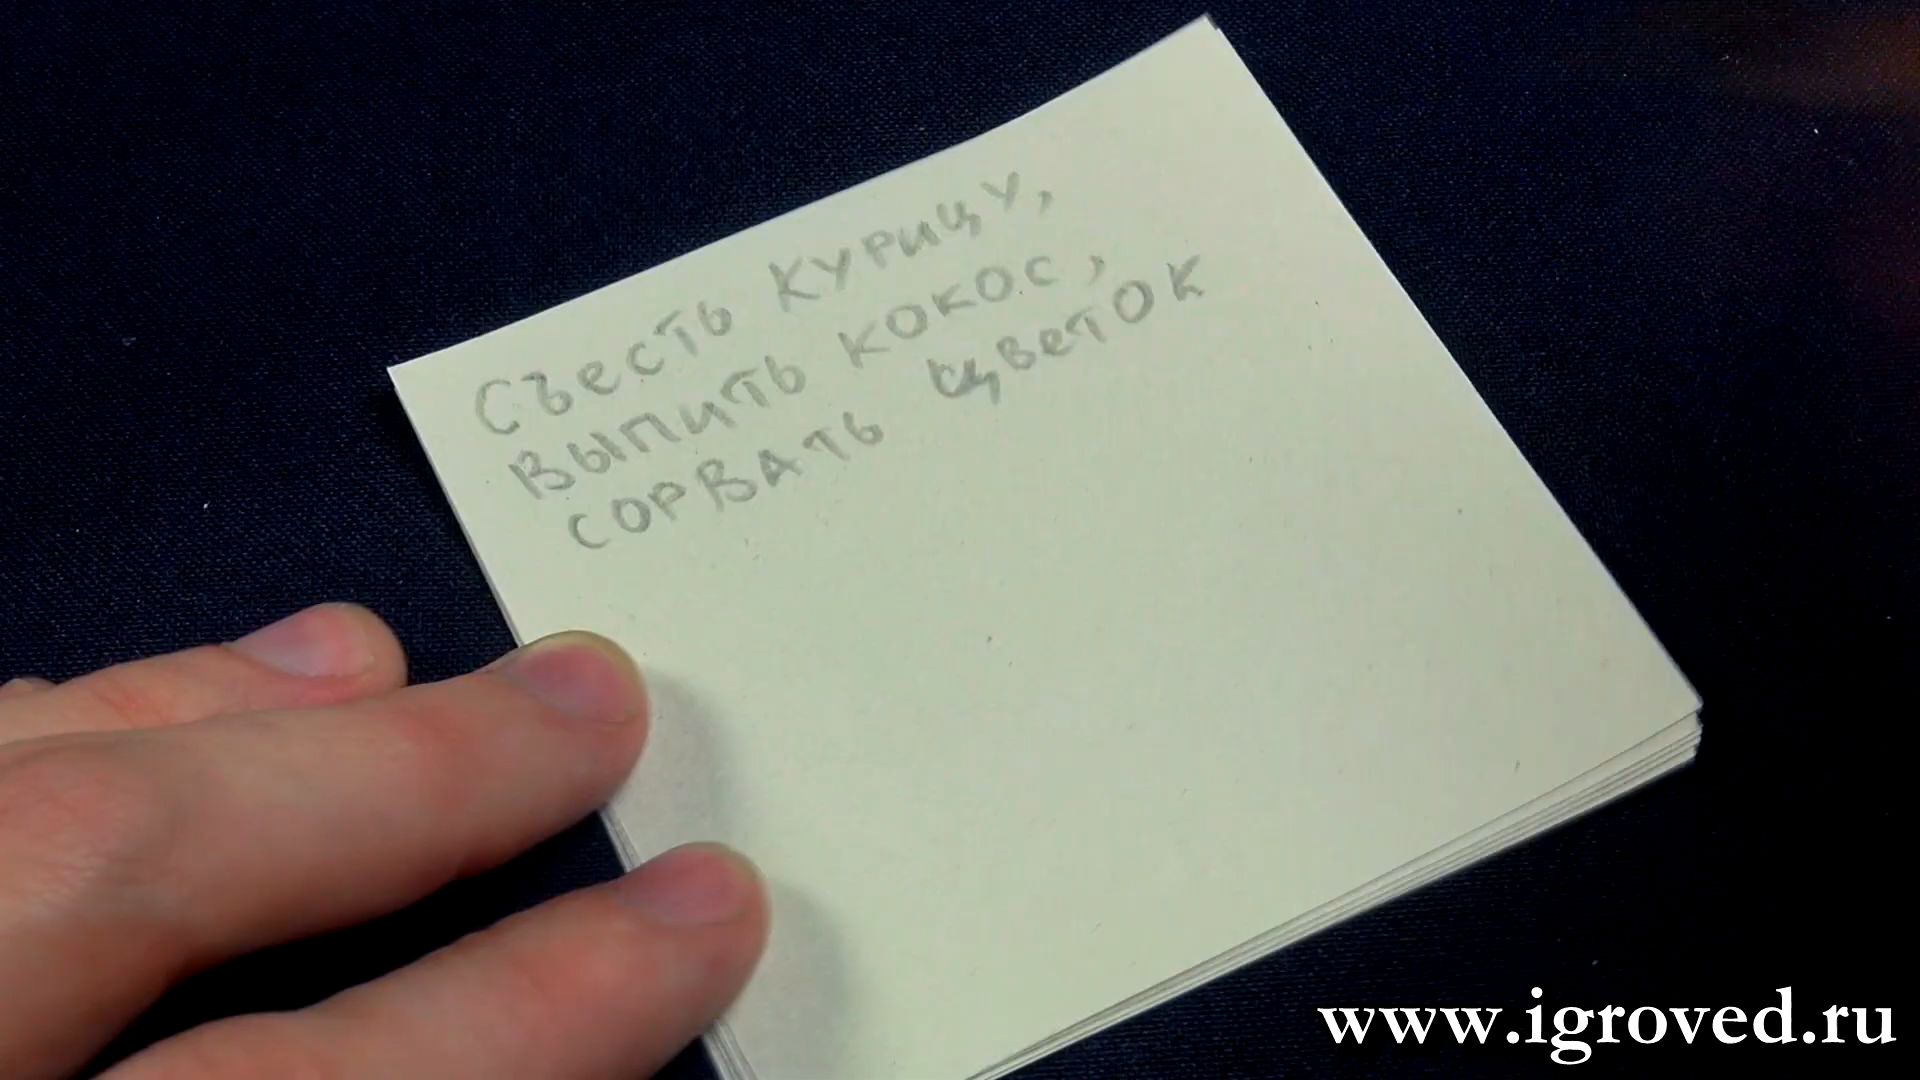 Съесть курицу,
выпить кокос,
сорвать цветок
www.igroved.ru